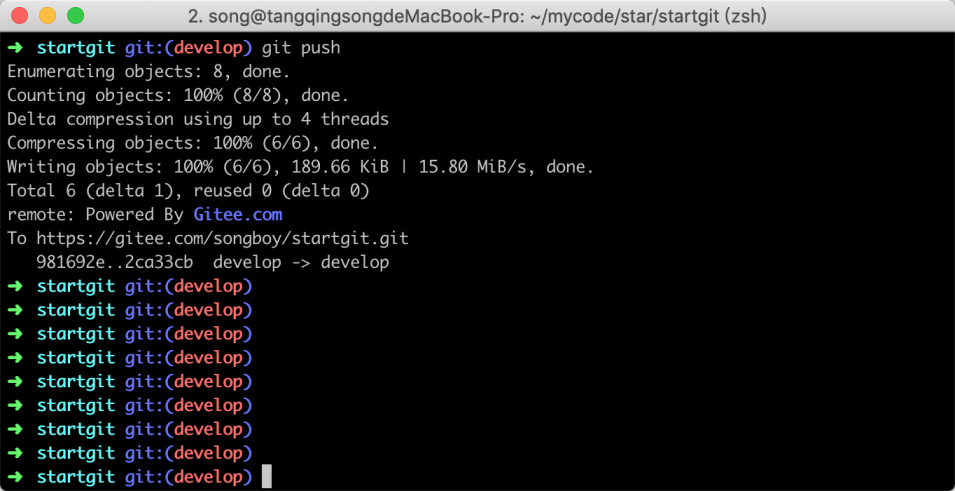 2. song@tangqingsongdeMacBook-Pro: ~/mycode/star/startgit (zsh)
➜ startgit git:(develop) git push
Enumerating objects: 8, done.
Counting objects: 100% (8/8), done.
Delta compression using up to 4 threads
Compressing objects: 100% (6/6), done.
Writing objects: 100% (6/6), 189.66 KiB | 15.80 MiB/s, done.
Total 6 (delta 1), reused 0 (delta 0)
remote: Powered By Gitee.com
To https://gitee.com/songboy/startgit.git
   981692e..2ca33cb  develop -> develop
➜ startgit git:(develop)
➜ startgit git:(develop)
➜ startgit git:(develop)
➜ startgit git:(develop)
➜ startgit git:(develop)
➜ startgit git:(develop)
➜ startgit git:(develop)
➜ startgit git:(develop)
➜ startgit git:(develop)